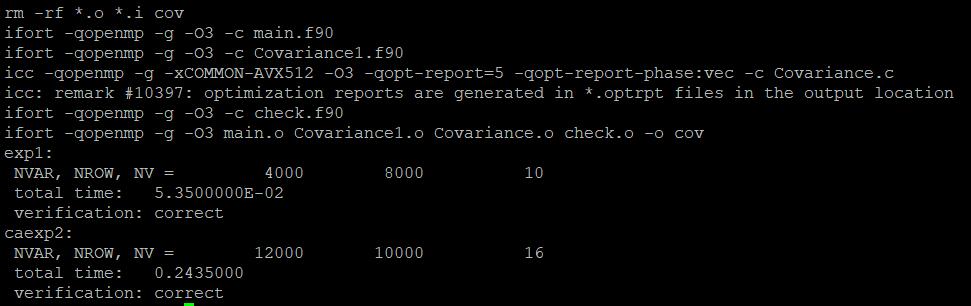 rm -rf *.o *.i cov
ifort -qopenmp -g -O3 -c main.f90
ifort -qopenmp -g -O3 -c Covariance1.f90
icc -qopenmp -g -xCOMMON-AVX512 -O3 -qopt-report=5 -qopt-report-phase:vec -c Covariance.c
icc: remark #10397: optimization reports are generated in *.optrpt files in the output location
ifort -qopenmp -g -O3 -c check.f90
ifort -qopenmp -g -O3 main.o Covariance1.o Covariance.o check.o -o cov
exp1:
NVAR, NROW, NV = 4000 8000 10
total time: 5.3500000E-02
verification: correct
caexp2:
NVAR, NROW, NV = 12000 10000 16
total time: 0.2435000
verification: correct